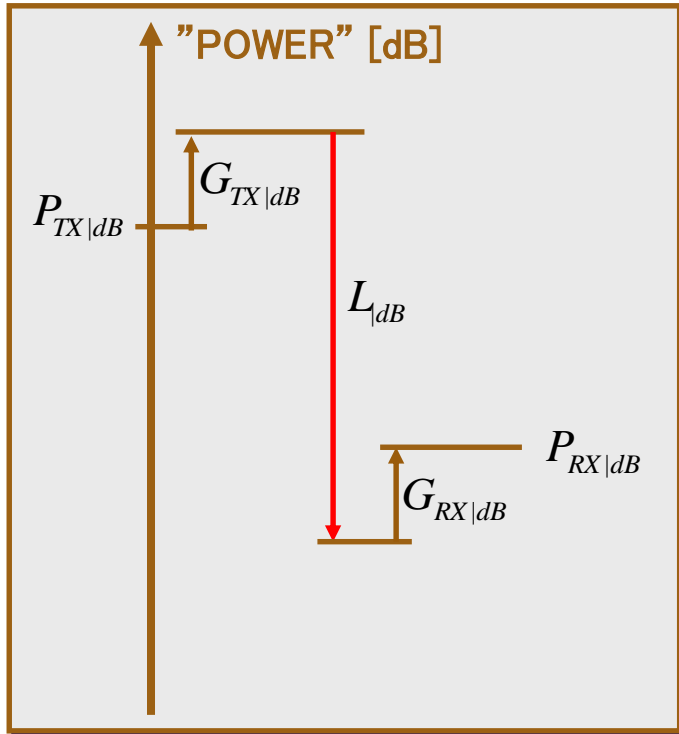 ”POWER” [dB]
G_{TX|dB}
P_{TX|dB}
L_{|dB}
P_{RX|dB}
G_{RX|dB}